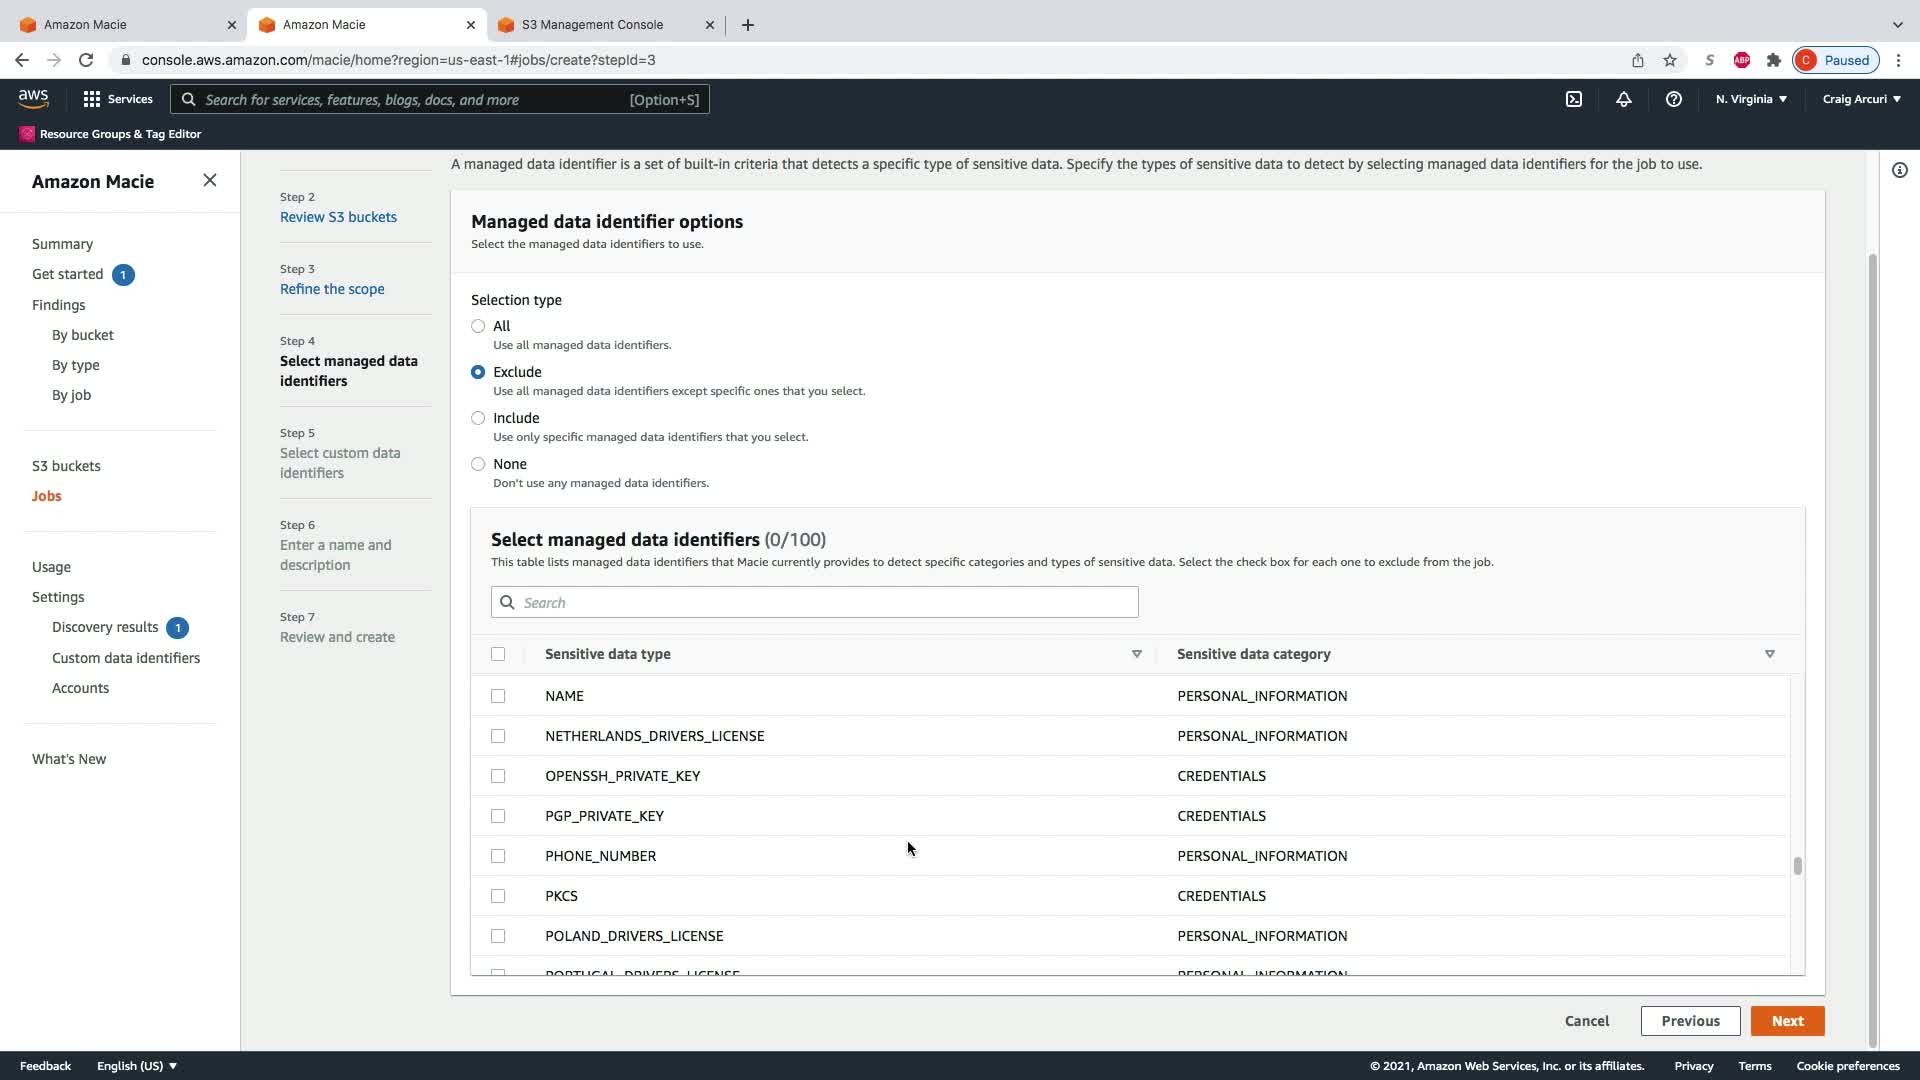 Amazon Macie
Amazon Macie
S3 Management Console
console.aws.amazon.com/macie/home?region=us-east-1#jobs/create?stepId=3
S
ABP
C
Paused
aws
Services
Search for services, features, blogs, docs, and more
[Option+S]
N. Virginia
Craig Arcuri
Resource Groups & Tag Editor
Amazon Macie
Summary
Get started 1
Findings
By bucket
By type
By job
S3 buckets
Jobs
Usage
Settings
Discovery results 1
Custom data identifiers
Accounts
What's New
Step 2
Review S3 buckets
Step 3
Refine the scope
Step 4
Select managed data
identifiers
Step 5
Select custom data
identifiers
Step 6
Enter a name and
description
Step 7
Review and create
A managed data identifier is a set of built-in criteria that detects a specific type of sensitive data. Specify the types of sensitive data to detect by selecting managed data identifiers for the job to use.
Managed data identifier options
Select the managed data identifiers to use.
Selection type
All
Use all managed data identifiers.
Exclude
Use all managed data identifiers except specific ones that you select.
Include
Use only specific managed data identifiers that you select.
None
Don't use any managed data identifiers.
Select managed data identifiers (0/100)
This table lists managed data identifiers that Macie currently provides to detect specific categories and types of sensitive data. Select the check box for each one to exclude from the job.
Search
Sensitive data type Sensitive data category
NAME PERSONAL_INFORMATION
NETHERLANDS_DRIVERS_LICENSE PERSONAL_INFORMATION
OPENSSH_PRIVATE_KEY CREDENTIALS
PGP_PRIVATE_KEY CREDENTIALS
PHONE_NUMBER PERSONAL_INFORMATION
PKCS CREDENTIALS
POLAND_DRIVERS_LICENSE PERSONAL_INFORMATION
PORTUGAL_DRIVERS_LICENSE PERSONAL_INFORMATION
Cancel
Previous
Next
Feedback
English (US)
© 2021, Amazon Web Services, Inc. or its affiliates.
Privacy
Terms
Cookie preferences